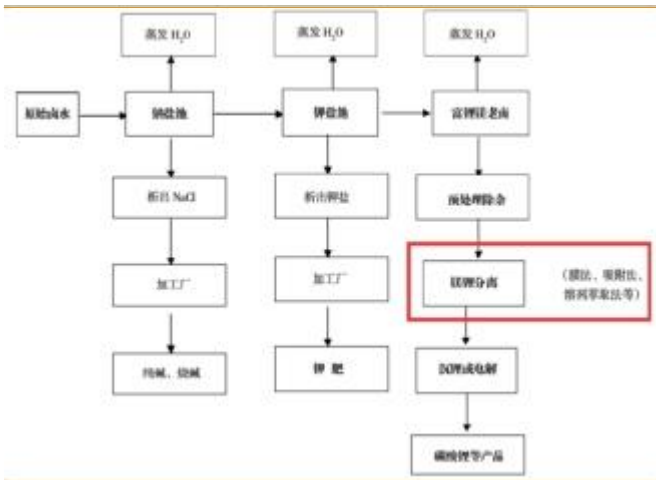 蒸发 H₂O
蒸发 H₂O
蒸发 H₂O
原始卤水
钠盐池
钾盐池
富锂镁老卤
析出 NaCl
析出钾盐
预处理除杂
加工厂
加工厂
镁锂分离
（膜法、吸附法、
溶剂萃取法等）
纯碱、烧碱
钾 肥
沉锂或电解
碳酸锂等产品